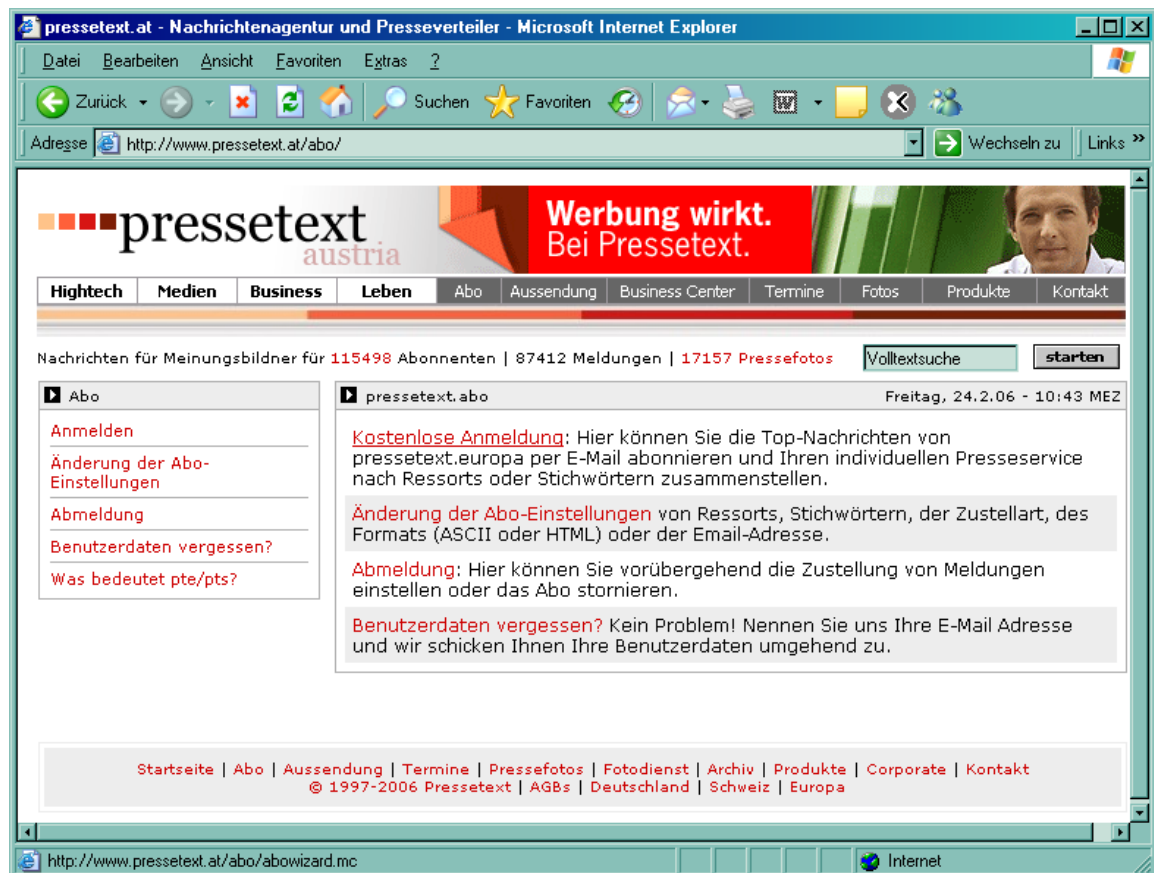 pressetext.at - Nachrichtenagentur und Presseverteiler - Microsoft Internet Explorer
Datei Bearbeiten Ansicht Favoriten Extras ?
Zurück Suchen Favoriten
Adresse http://www.pressetext.at/abo/ Wechseln zu Links »
pressetext
austria
Werbung wirkt.
Bei Pressetext.
Hightech Medien Business Leben Abo Aussendung Business Center Termine Fotos Produkte Kontakt
Nachrichten für Meinungsbildner für 115498 Abonnenten | 87412 Meldungen | 17157 Pressefotos Volltextsuche starten
Abo
Anmelden
Änderung der Abo-
Einstellungen
Abmeldung
Benutzerdaten vergessen?
Was bedeutet pte/pts?
pressetext.abo Freitag, 24.2.06 - 10:43 MEZ
Kostenlose Anmeldung: Hier können Sie die Top-Nachrichten von
pressetext.europa per E-Mail abonnieren und Ihren individuellen Presseservice
nach Ressorts oder Stichwörtern zusammenstellen.
Änderung der Abo-Einstellungen von Ressorts, Stichwörtern, der Zustellart, des
Formats (ASCII oder HTML) oder der Email-Adresse.
Abmeldung: Hier können Sie vorübergehend die Zustellung von Meldungen
einstellen oder das Abo stornieren.
Benutzerdaten vergessen? Kein Problem! Nennen Sie uns Ihre E-Mail Adresse
und wir schicken Ihnen Ihre Benutzerdaten umgehend zu.
Startseite | Abo | Aussendung | Termine | Pressefotos | Fotodienst | Archiv | Produkte | Corporate | Kontakt
© 1997-2006 Pressetext | AGBs | Deutschland | Schweiz | Europa
http://www.pressetext.at/abo/abowizard.mc Internet